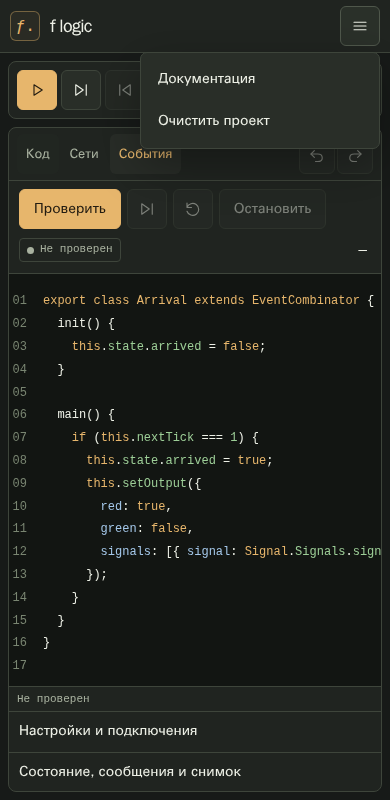 f. f logic
Документация
Очистить проект
Код Сети События
Проверить Остановить
Не проверен —
01 export class Arrival extends EventCombinator {
02   init() {
03     this.state.arrived = false;
04   }
05
06   main() {
07     if (this.nextTick === 1) {
08       this.state.arrived = true;
09       this.setOutput({
10         red: true,
11         green: false,
12         signals: [{ signal: Signal.Signals.sign
13       });
14     }
15   }
16 }
17
Не проверен
Настройки и подключения
Состояние, сообщения и снимок